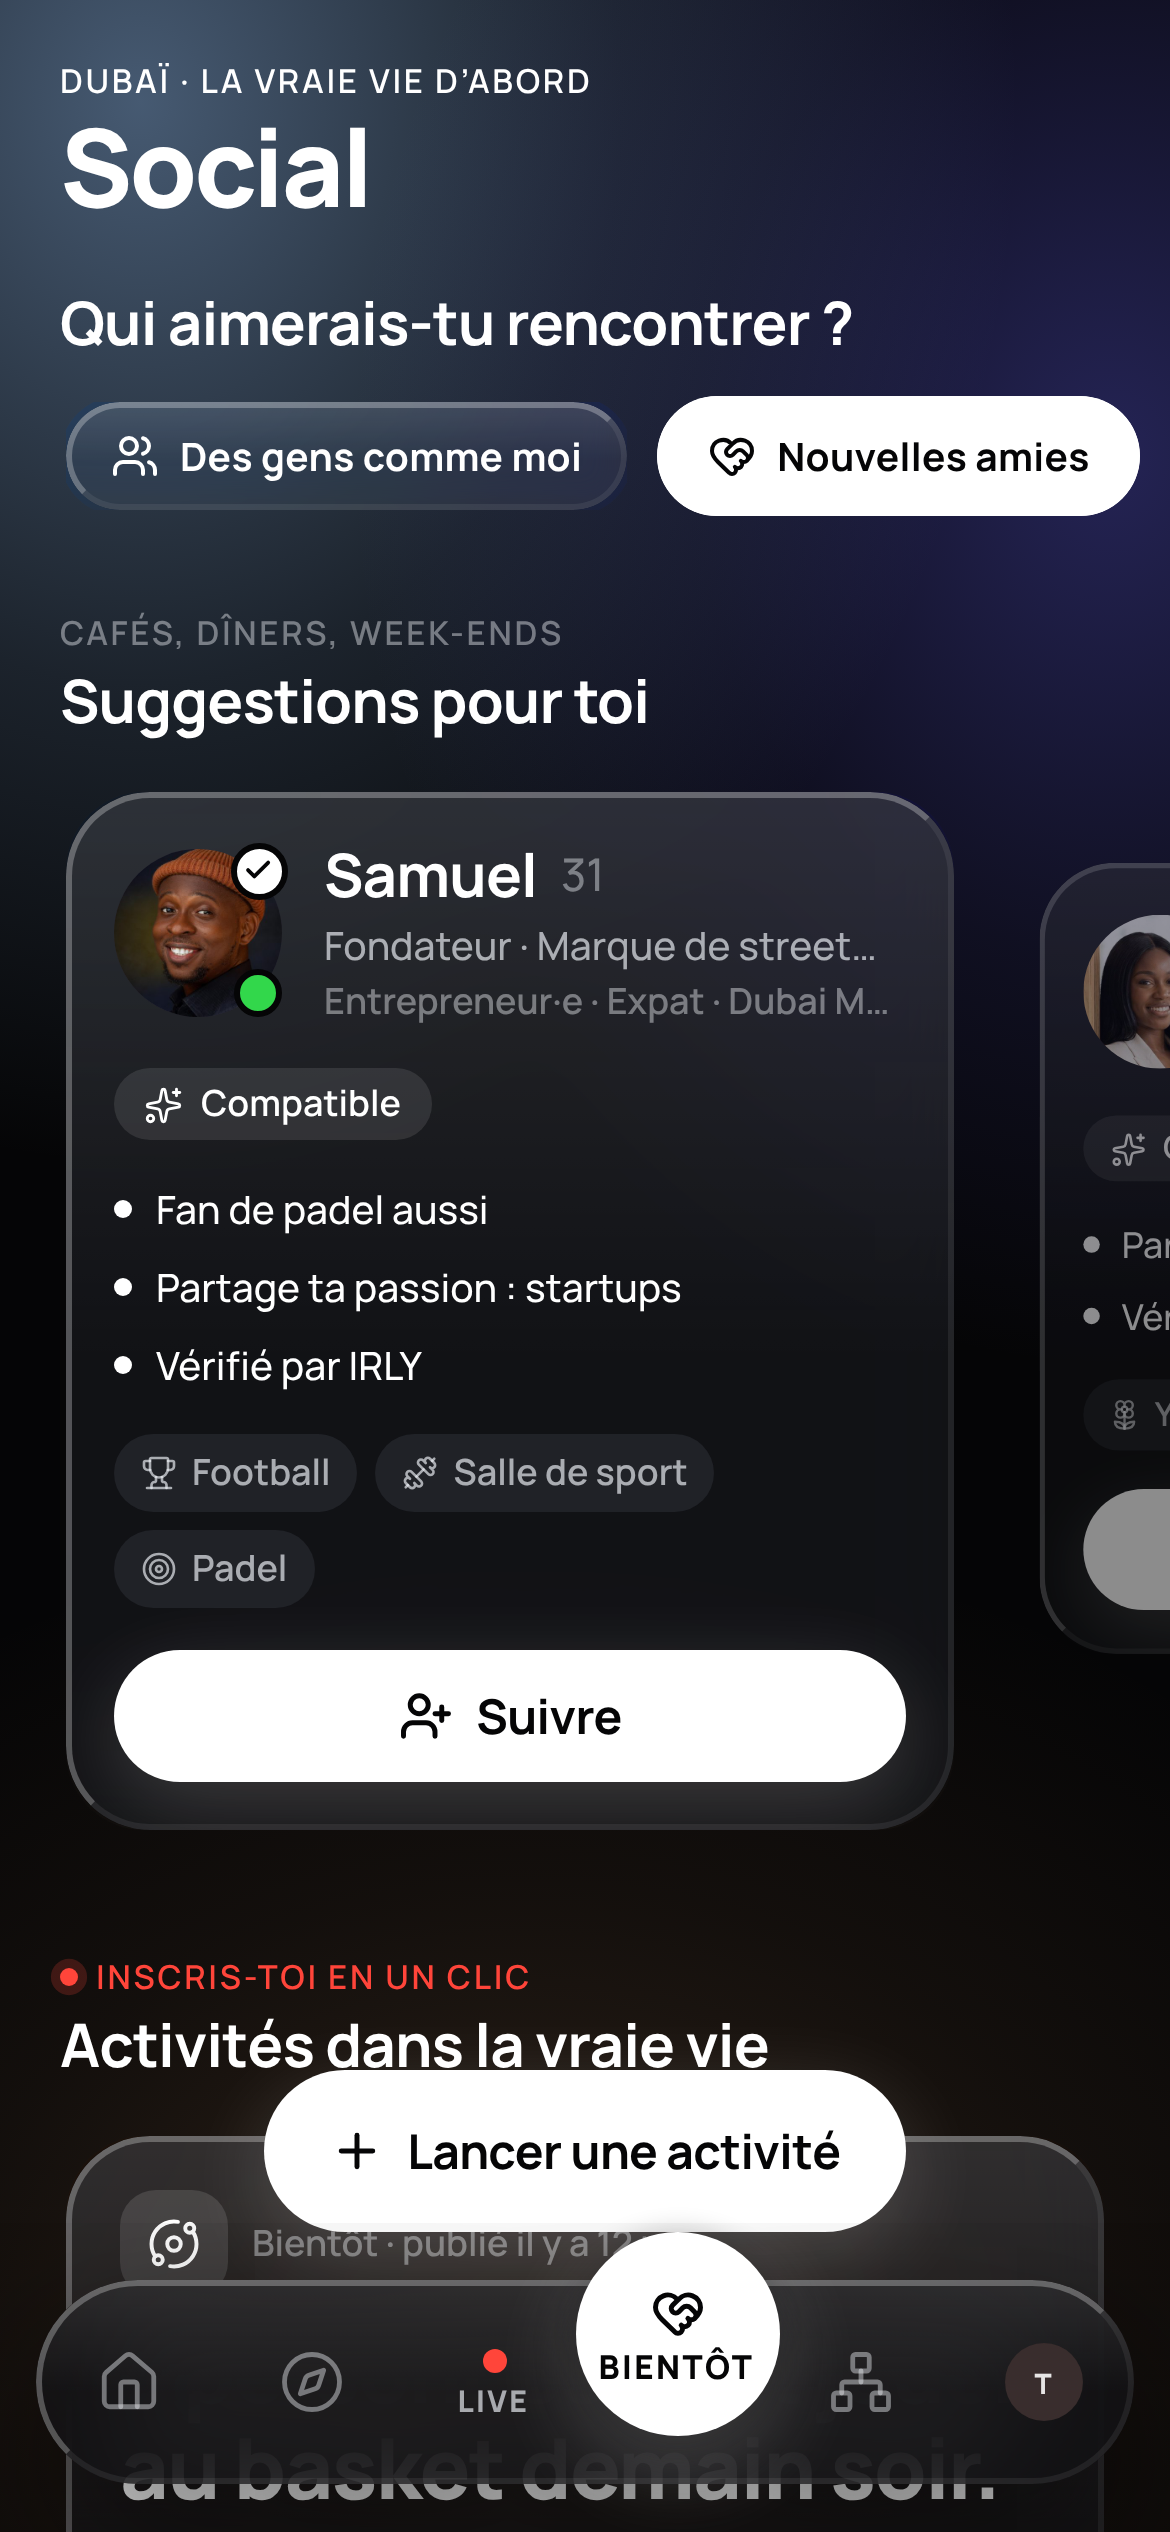 DUBAÏ · LA VRAIE VIE D’ABORD
Social
Qui aimerais-tu rencontrer ?
Des gens comme moi
Nouvelles amies
CAFÉS, DÎNERS, WEEK-ENDS
Suggestions pour toi
Samuel 31
Fondateur · Marque de street...
Entrepreneur·e · Expat · Dubai M...
Compatible
Fan de padel aussi
Partage ta passion : startups
Vérifié par IRLY
Football
Salle de sport
Padel
Suivre
INSCRIS-TOI EN UN CLIC
Activités dans la vraie vie
Lancer une activité
Bientôt · publié il y a 12
LIVE
BIENTÔT
T
au basket demain soir.